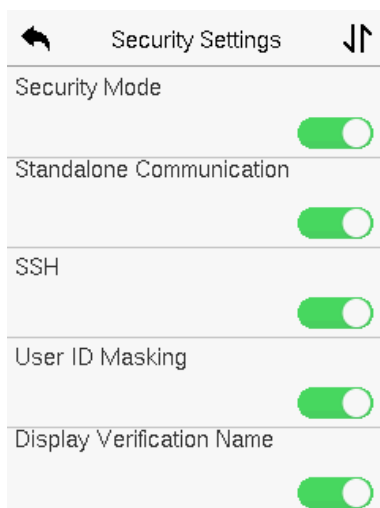 Security Settings
Security Mode
Standalone Communication
SSH
User ID Masking
Display Verification Name